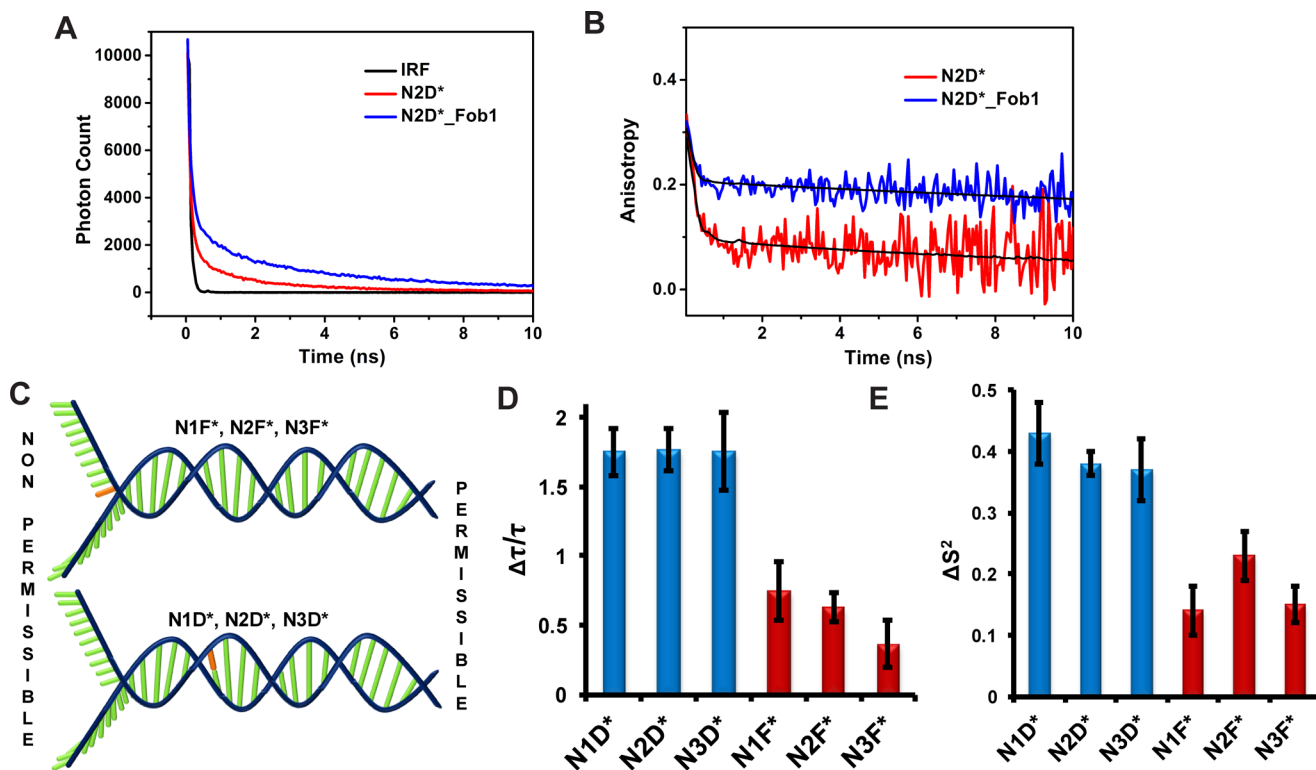 A
10000
8000
6000
4000
2000
0
Photon Count
0 2 4 6 8 10
Time (ns)
IRF
N2D*
N2D*_Fob1
B
0.4
0.2
0.0
Anisotropy
2 4 6 8 10
Time (ns)
N2D*
N2D*_Fob1
C
NON PERMISSIBLE
N1F*, N2F*, N3F*
N1D*, N2D*, N3D*
PERMISSIBLE
D
2
1.5
1
0.5
0
Δτ/τ
N1D* N2D* N3D* N1F* N2F* N3F*
E
0.5
0.4
0.3
0.2
0.1
0
ΔS²
N1D* N2D* N3D* N1F* N2F* N3F*